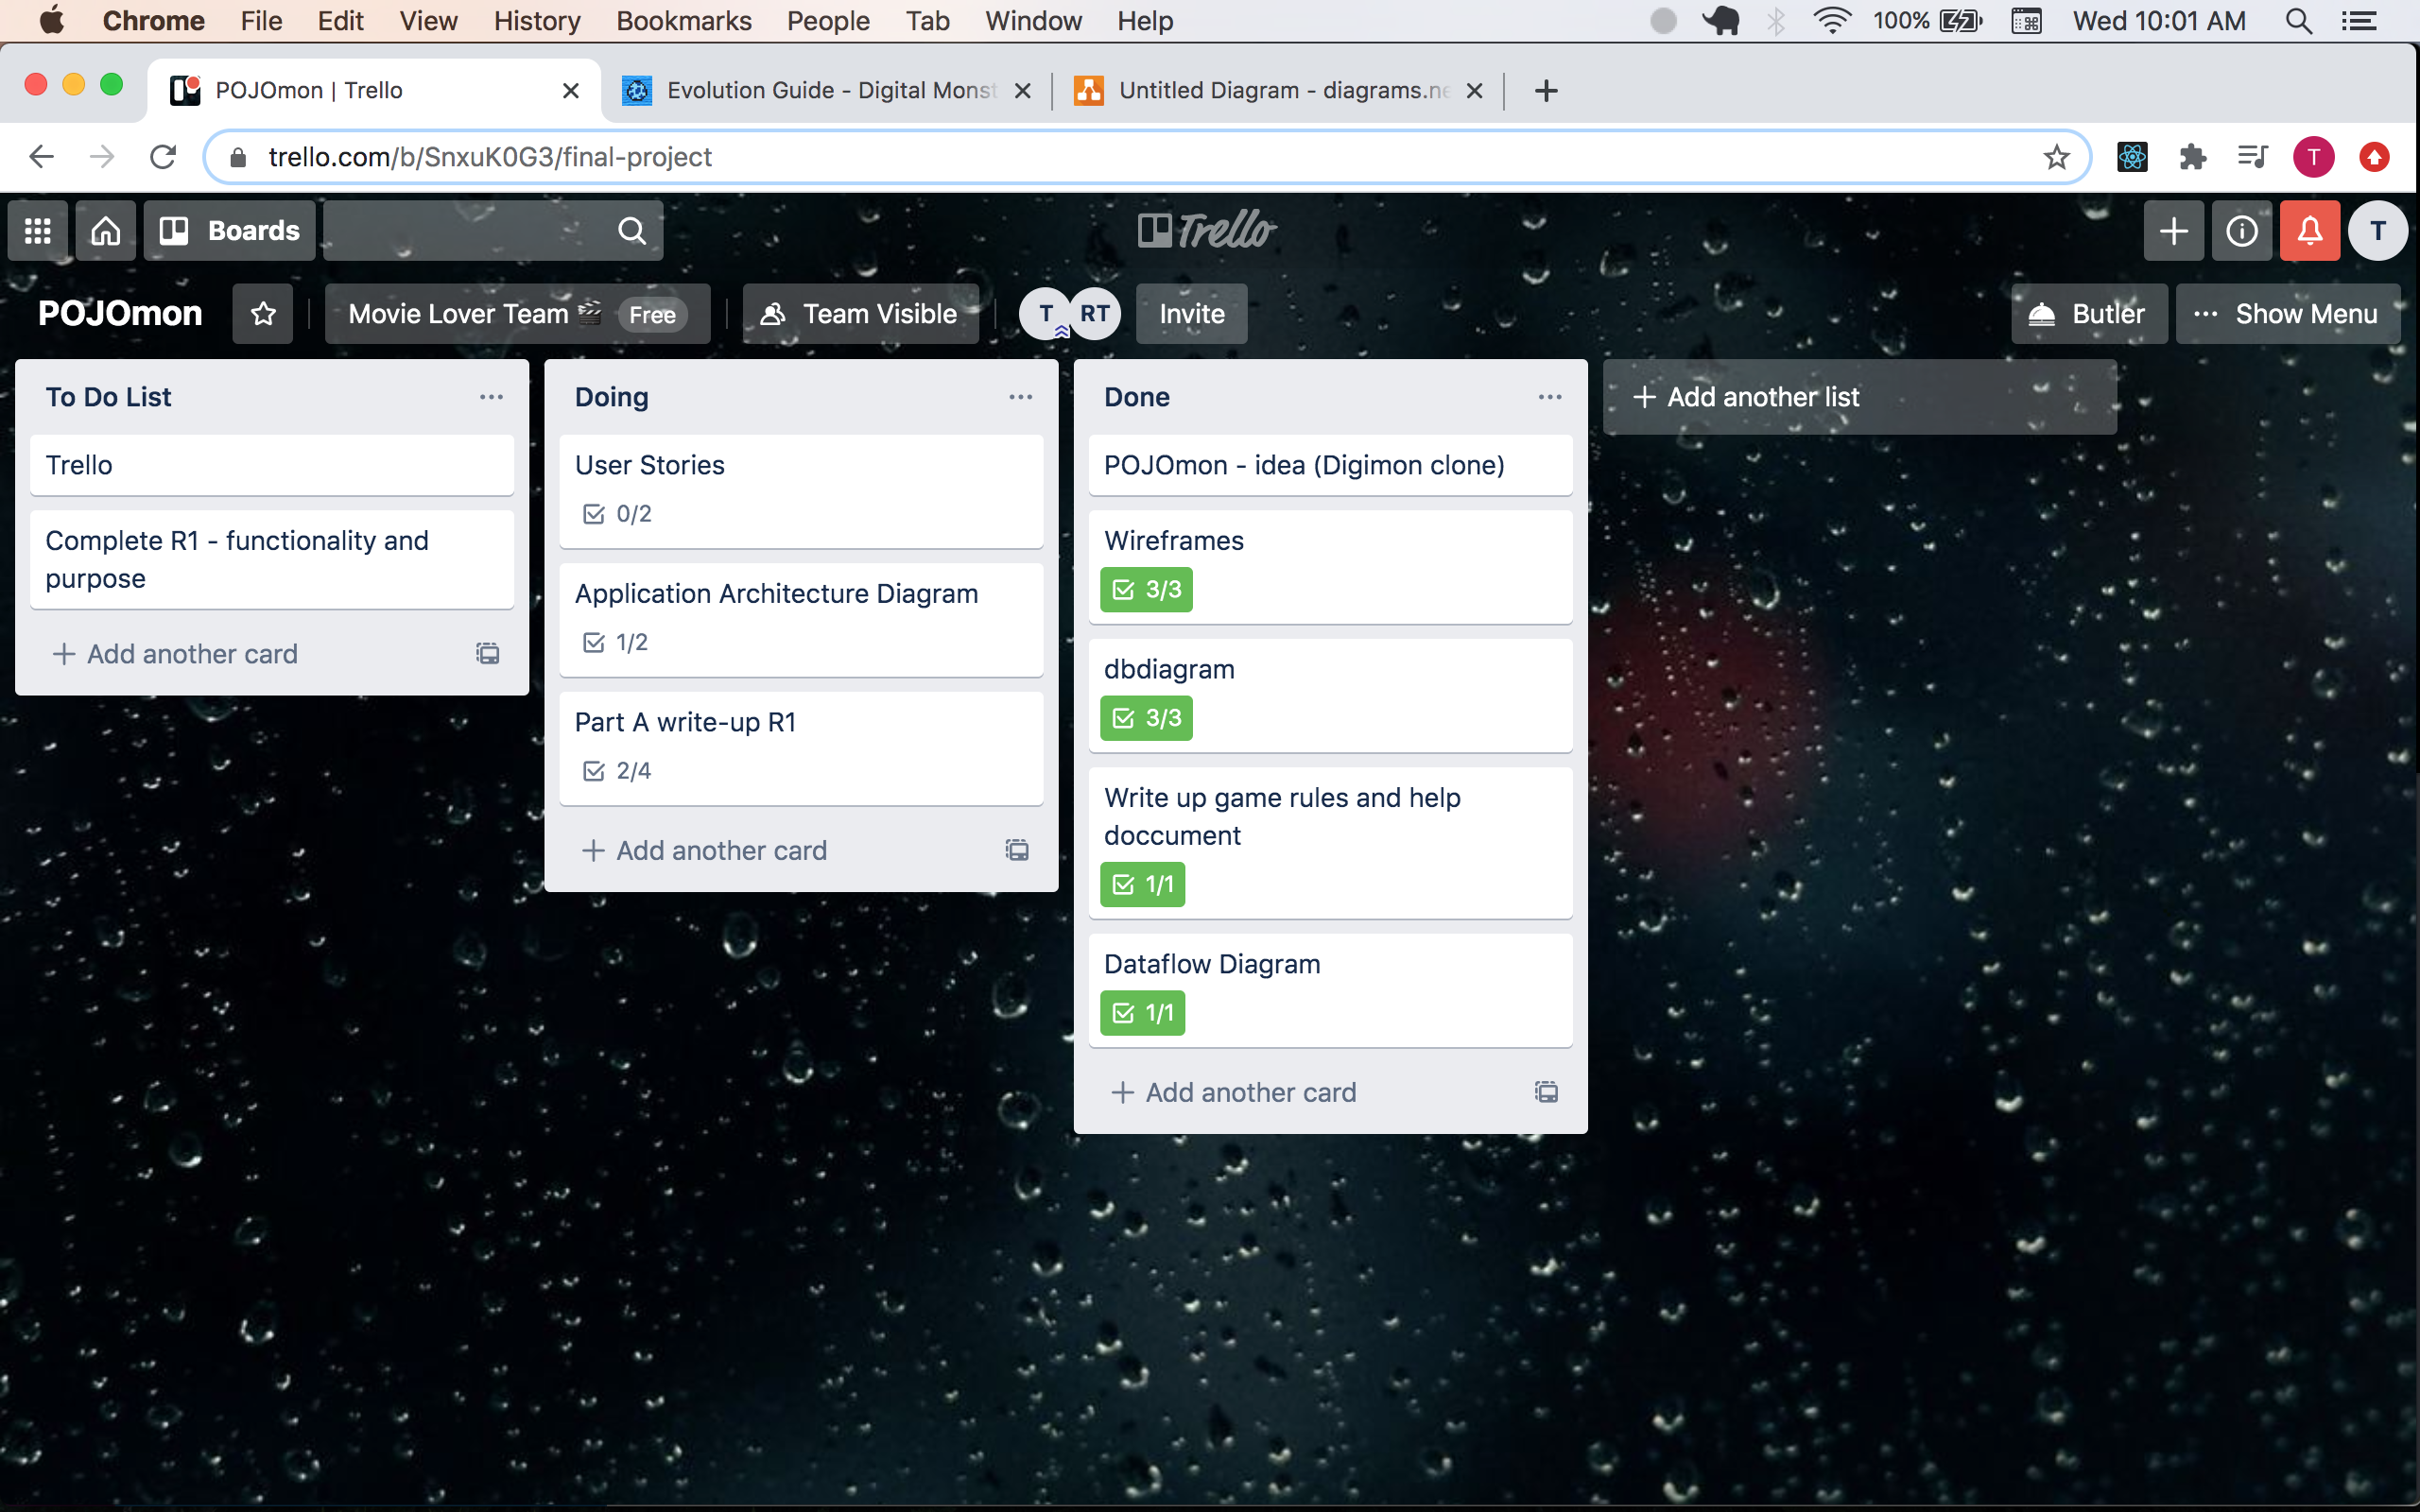 Chrome File Edit View History Bookmarks People Tab Window Help 100% Wed 10:01 AM
POJOmon | Trello Evolution Guide - Digital Monst Untitled Diagram - diagrams.ne
trello.com/b/SnxuK0G3/final-project T
Boards Trello T
POJOmon Movie Lover Team Free Team Visible T RT Invite Butler ... Show Menu
To Do List
Trello
Complete R1 - functionality and
purpose
+ Add another card
Doing
User Stories
0/2
Application Architecture Diagram
1/2
Part A write-up R1
2/4
+ Add another card
Done
POJOmon - idea (Digimon clone)
Wireframes
3/3
dbdiagram
3/3
Write up game rules and help
doccument
1/1
Dataflow Diagram
1/1
+ Add another card
+ Add another list